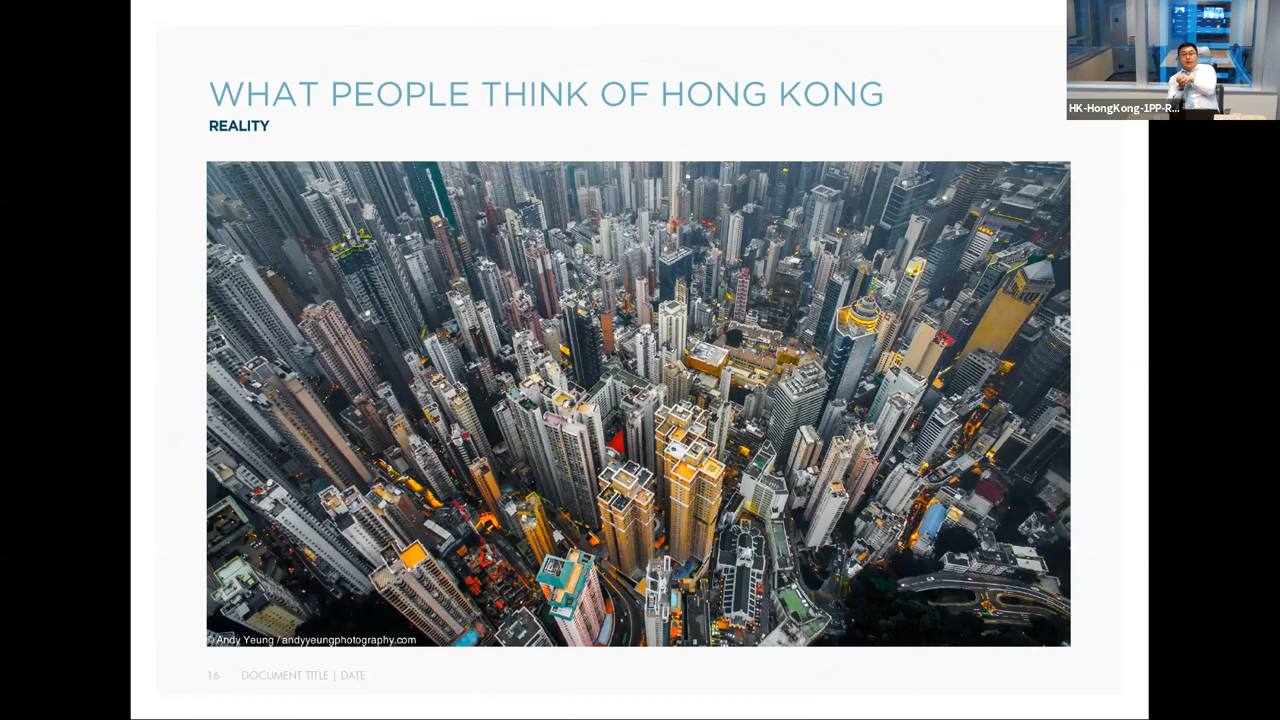 WHAT PEOPLE THINK OF HONG KONG
REALITY
HK-HongKong-1PP-R...
© Andy Yeung / andyyeungphotography.com
16 DOCUMENT TITLE | DATE